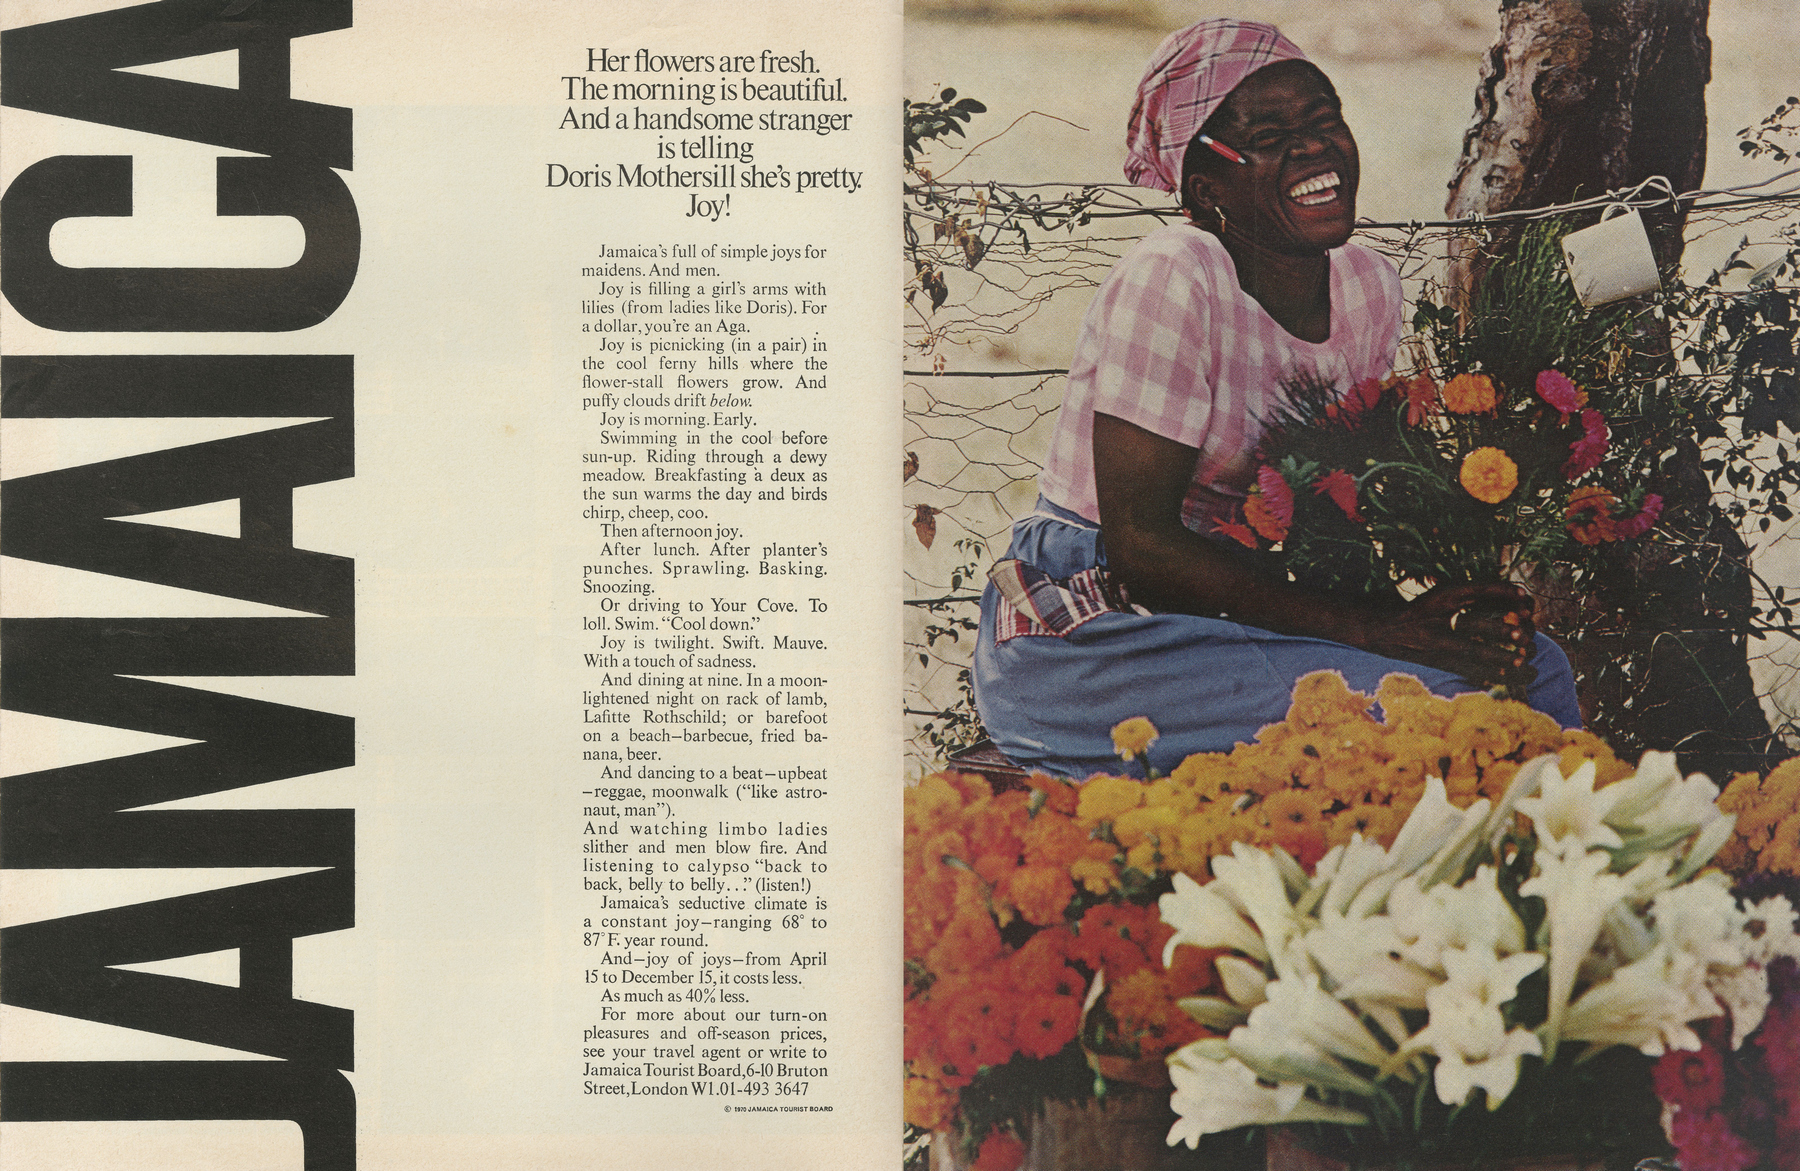 JAMAICA
Her flowers are fresh.
The morning is beautiful.
And a handsome stranger
is telling
Doris Mothersill she's pretty.
Joy!
Jamaica's full of simple joys for
maidens. And men.
Joy is filling a girl's arms with
lilies (from ladies like Doris). For
a dollar, you're an Aga.
Joy is picnicking (in a pair) in
the cool ferny hills where the
flower-stall flowers grow. And
puffy clouds drift below.
Joy is morning. Early.
Swimming in the cool before
sun-up. Riding through a dewy
meadow. Breakfasting à deux as
the sun warms the day and birds
chirp, cheep, coo.
Then afternoon joy.
After lunch. After planter's
punches. Sprawling. Basking.
Snoozing.
Or driving to Your Cove. To
loll. Swim. “Cool down.”
Joy is twilight. Swift. Mauve.
With a touch of sadness.
And dining at nine. In a moon-
lightened night on rack of lamb,
Lafitte Rothschild; or barefoot
on a beach—barbecue, fried ba-
nana, beer.
And dancing to a beat—upbeat
—reggae, moonwalk (“like astro-
naut, man”).
And watching limbo ladies
slither and men blow fire. And
listening to calypso “back to
back, belly to belly. . .” (listen!)
Jamaica's seductive climate is
a constant joy—ranging 68° to
87° F. year round.
And—joy of joys—from April
15 to December 15, it costs less.
As much as 40% less.
For more about our turn-on
pleasures and off-season prices,
see your travel agent or write to
Jamaica Tourist Board, 6-10 Bruton
Street, London W1. 01-493 3647
© 1970 JAMAICA TOURIST BOARD